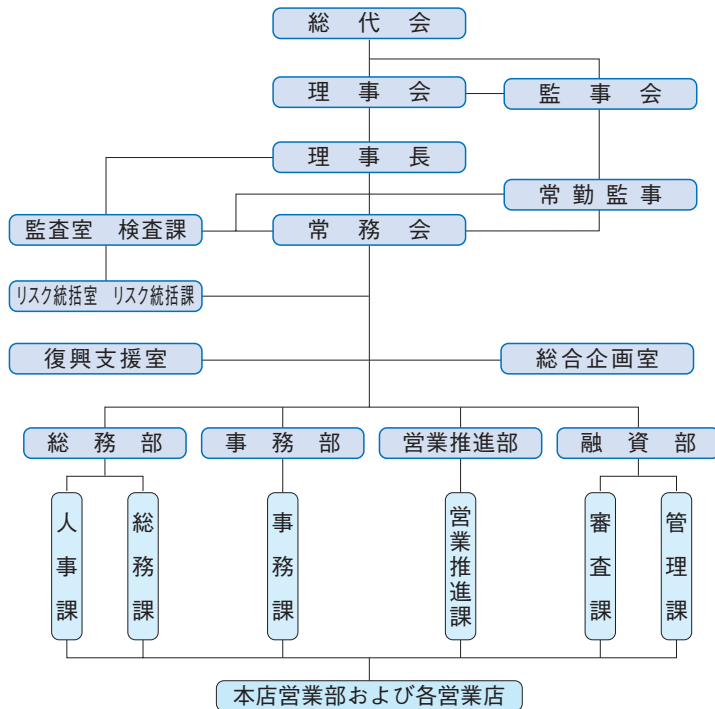 総代会
理事会
監事会
理事長
常勤監事
監査室 検査課
常務会
リスク統括室 リスク統括課
復興支援室
総合企画室
総務部
事務部
営業推進部
融資部
人事課
総務課
事務課
営業推進課
審査課
管理課
本店営業部および各営業店